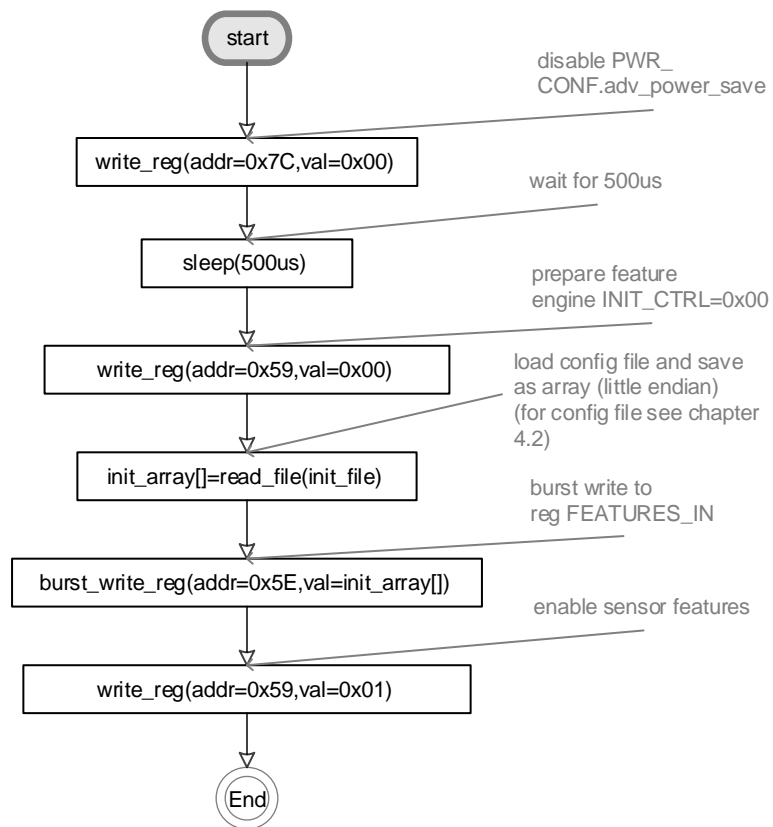 start
disable PWR_
CONF.adv_power_save
write_reg(addr=0x7C,val=0x00)
wait for 500us
sleep(500us)
prepare feature
engine INIT_CTRL=0x00
write_reg(addr=0x59,val=0x00)
load config file and save
as array (little endian)
(for config file see chapter
4.2)
init_array[]=read_file(init_file)
burst write to
reg FEATURES_IN
burst_write_reg(addr=0x5E,val=init_array[])
enable sensor features
write_reg(addr=0x59,val=0x01)
End